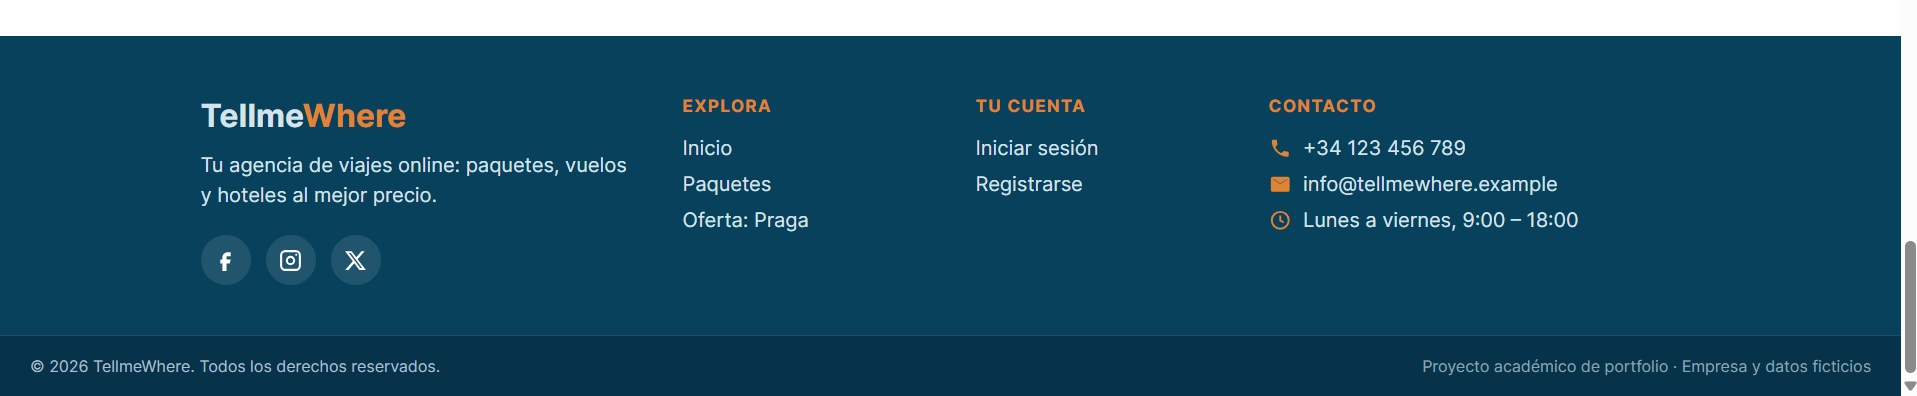 TellmeWhere
Tu agencia de viajes online: paquetes, vuelos
y hoteles al mejor precio.
EXPLORA
Inicio
Paquetes
Oferta: Praga
TU CUENTA
Iniciar sesión
Registrarse
CONTACTO
+34 123 456 789
info@tellmewhere.example
Lunes a viernes, 9:00 – 18:00
© 2026 TellmeWhere. Todos los derechos reservados.
Proyecto académico de portfolio · Empresa y datos ficticios